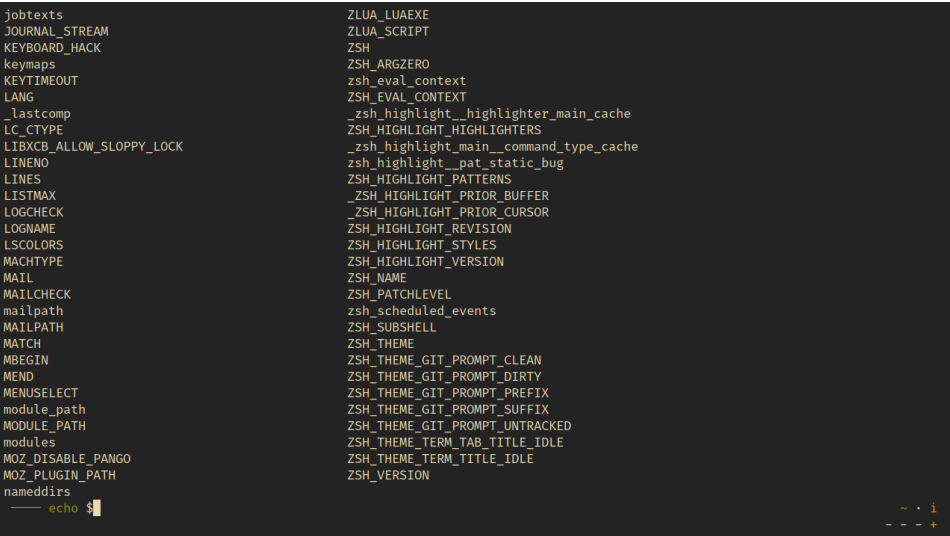 jobtexts ZLUA_LUAEXE
JOURNAL_STREAM ZLUA_SCRIPT
KEYBOARD_HACK ZSH
keymaps ZSH_ARGZERO
KEYTIMEOUT zsh_eval_context
LANG ZSH_EVAL_CONTEXT
_lastcomp _zsh_highlight__highlighter_main_cache
LC_CTYPE ZSH_HIGHLIGHT_HIGHLIGHTERS
LIBXCB_ALLOW_SLOPPY_LOCK _zsh_highlight_main__command_type_cache
LINENO zsh_highlight__pat_static_bug
LINES ZSH_HIGHLIGHT_PATTERNS
LISTMAX _ZSH_HIGHLIGHT_PRIOR_BUFFER
LOGCHECK _ZSH_HIGHLIGHT_PRIOR_CURSOR
LOGNAME ZSH_HIGHLIGHT_REVISION
LSCOLORS ZSH_HIGHLIGHT_STYLES
MACHTYPE ZSH_HIGHLIGHT_VERSION
MAIL ZSH_NAME
MAILCHECK ZSH_PATCHLEVEL
mailpath zsh_scheduled_events
MAILPATH ZSH_SUBSHELL
MATCH ZSH_THEME
MBEGIN ZSH_THEME_GIT_PROMPT_CLEAN
MEND ZSH_THEME_GIT_PROMPT_DIRTY
MENUSELECT ZSH_THEME_GIT_PROMPT_PREFIX
module_path ZSH_THEME_GIT_PROMPT_SUFFIX
MODULE_PATH ZSH_THEME_GIT_PROMPT_UNTRACKED
modules ZSH_THEME_TERM_TAB_TITLE_IDLE
MOZ_DISABLE_PANGO ZSH_THEME_TERM_TITLE_IDLE
MOZ_PLUGIN_PATH ZSH_VERSION
nameddirs
—— echo $ ~ · i
- - - +